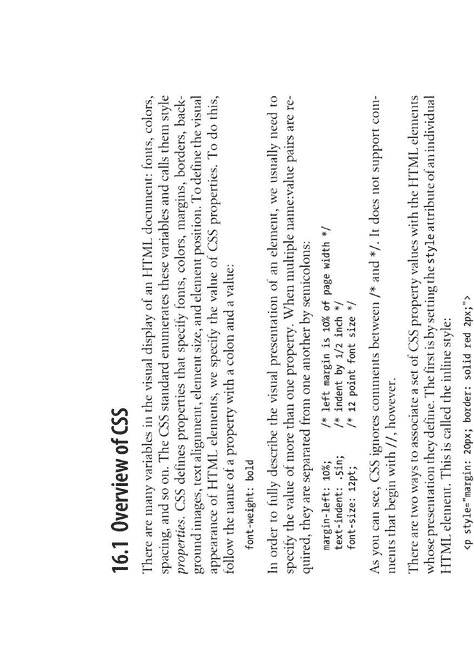 16.1 Overview of CSS
There are many variables in the visual display of an HTML document: fonts, colors,
spacing, and so on. The CSS standard enumerates these variables and calls them style
properties. CSS defines properties that specify fonts, colors, margins, borders, back-
ground images, text alignment, element size, and element position. To define the visual
appearance of HTML elements, we specify the value of CSS properties. To do this,
follow the name of a property with a colon and a value:
font-weight: bold
In order to fully describe the visual presentation of an element, we usually need to
specify the value of more than one property. When multiple name:value pairs are re-
quired, they are separated from one another by semicolons:
margin-left: 10%; /* left margin is 10% of page width */
text-indent: .5in; /* indent by 1/2 inch */
font-size: 12pt; /* 12 point font size */
As you can see, CSS ignores comments between /* and */. It does not support com-
ments that begin with //, however.
There are two ways to associate a set of CSS property values with the HTML elements
whose presentation they define. The first is by setting the style attribute of an individual
HTML element. This is called the inline style:
<p style="margin: 20px; border: solid red 2px;">